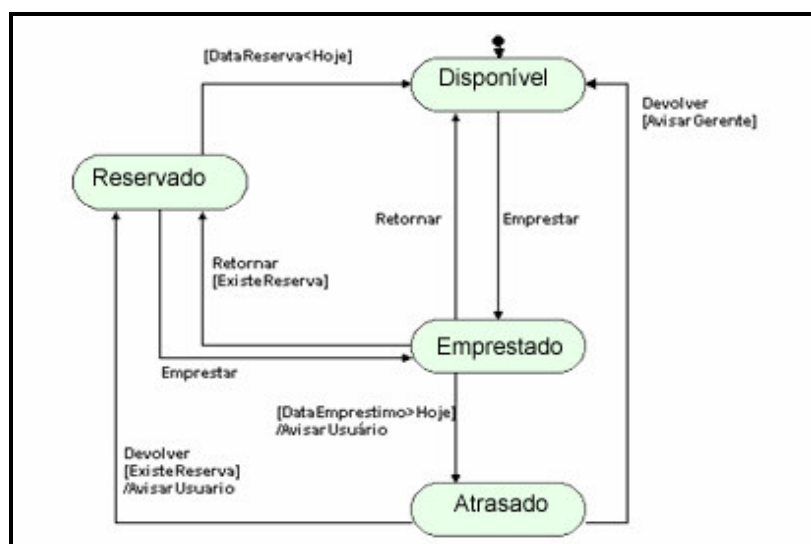 [DataReserva<Hoje]
Disponível
Devolver
[AvisarGerente]
Reservado
Retornar
Emprestar
Retornar
[ExisteReserva]
Emprestado
Emprestar
[DataEmprestimo>Hoje]
/AvisarUsuário
Devolver
[ExisteReserva]
/AvisarUsuario
Atrasado